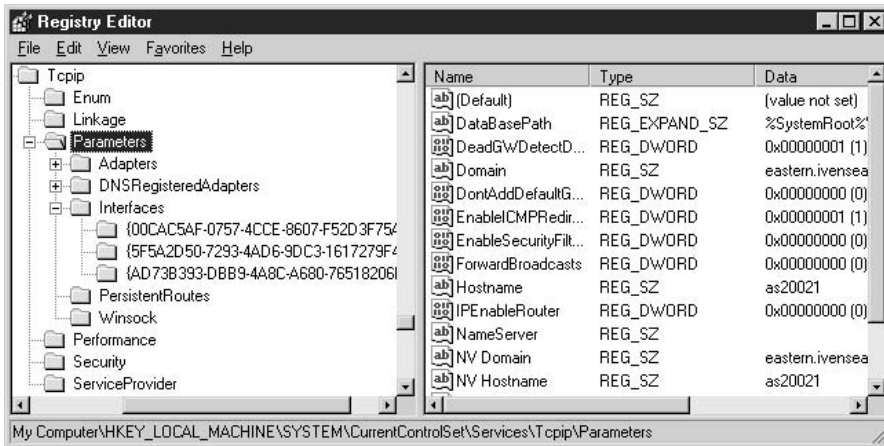 Registry Editor
File Edit View Favorites Help
Tcpip
Enum
Linkage
Parameters
Adapters
DNSRegisteredAdapters
Interfaces
{00CAC5AF-0757-4CCE-8607-F52D3F75A
{5F5A2D50-7293-4AD6-9DC3-1617279F4
{AD73B393-DBB9-4A8C-A680-76518206
PersistentRoutes
Winsock
Performance
Security
ServiceProvider
Name Type Data
(Default) REG_SZ (value not set)
DataBasePath REG_EXPAND_SZ %SystemRoot%
DeadGWDetectD... REG_DWORD 0x00000001 (1)
Domain REG_SZ eastern.ivensea
DontAddDefaultG... REG_DWORD 0x00000000 (0)
EnableICMPRedir... REG_DWORD 0x00000001 (1)
EnableSecurityFilt... REG_DWORD 0x00000000 (0)
ForwardBroadcasts REG_DWORD 0x00000000 (0)
Hostname REG_SZ as20021
IPEnableRouter REG_DWORD 0x00000000 (0)
NameServer REG_SZ
NV Domain REG_SZ eastern.ivensea
NV Hostname REG_SZ as20021
My Computer\HKEY_LOCAL_MACHINE\SYSTEM\CurrentControlSet\Services\Tcpip\Parameters